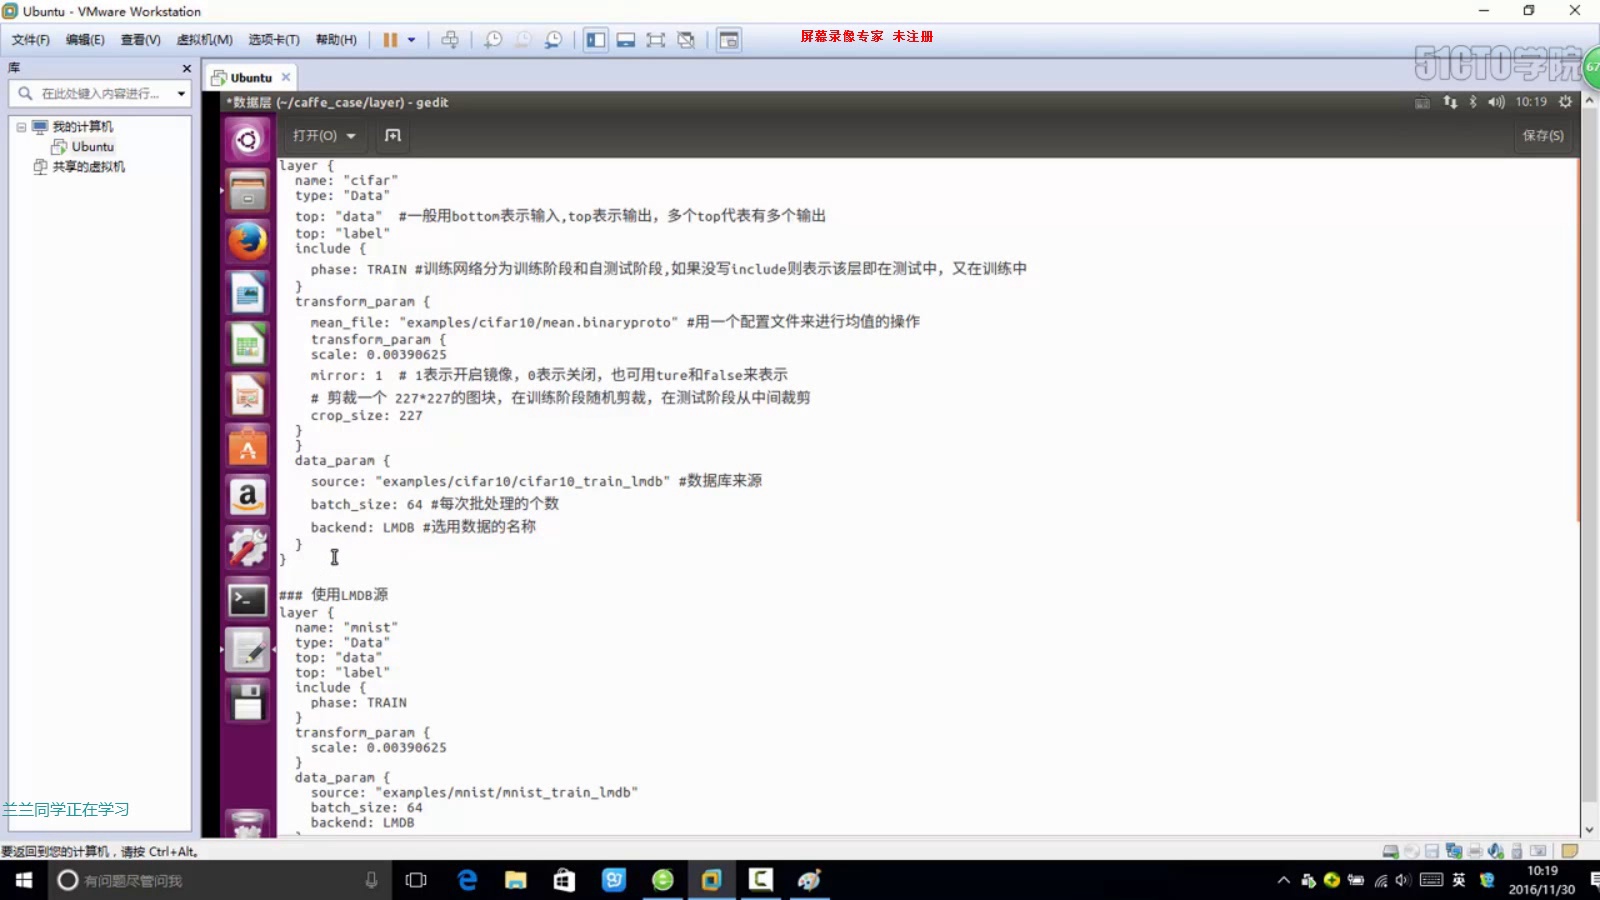 Ubuntu - VMware Workstation
文件(F) 编辑(E) 查看(V) 虚拟机(M) 选项卡(T) 帮助(H)
屏幕录像专家 未注册
51CTO学院
67
库
Ubuntu
在此处键入内容进行...
我的计算机
Ubuntu
共享的虚拟机
*数据层 (~/caffe_case/layer) - gedit
10:19
打开(O)
保存(S)
layer {
name: "cifar"
type: "Data"
top: "data" #一般用bottom表示输入,top表示输出，多个top代表有多个输出
top: "label"
include {
phase: TRAIN #训练网络分为训练阶段和自测试阶段,如果没写include则表示该层即在测试中，又在训练中
}
transform_param {
mean_file: "examples/cifar10/mean.binaryproto" #用一个配置文件来进行均值的操作
transform_param {
scale: 0.00390625
mirror: 1 # 1表示开启镜像，0表示关闭，也可用ture和false来表示
# 剪裁一个 227*227的图块，在训练阶段随机剪裁，在测试阶段从中间裁剪
crop_size: 227
}
}
data_param {
source: "examples/cifar10/cifar10_train_lmdb" #数据库来源
batch_size: 64 #每次批处理的个数
backend: LMDB #选用数据的名称
}
}
### 使用LMDB源
layer {
name: "mnist"
type: "Data"
top: "data"
top: "label"
include {
phase: TRAIN
}
transform_param {
scale: 0.00390625
}
data_param {
source: "examples/mnist/mnist_train_lmdb"
batch_size: 64
backend: LMDB
兰兰同学正在学习
要返回到您的计算机，请按 Ctrl+Alt。
有问题尽管问我
英
10:19
2016/11/30